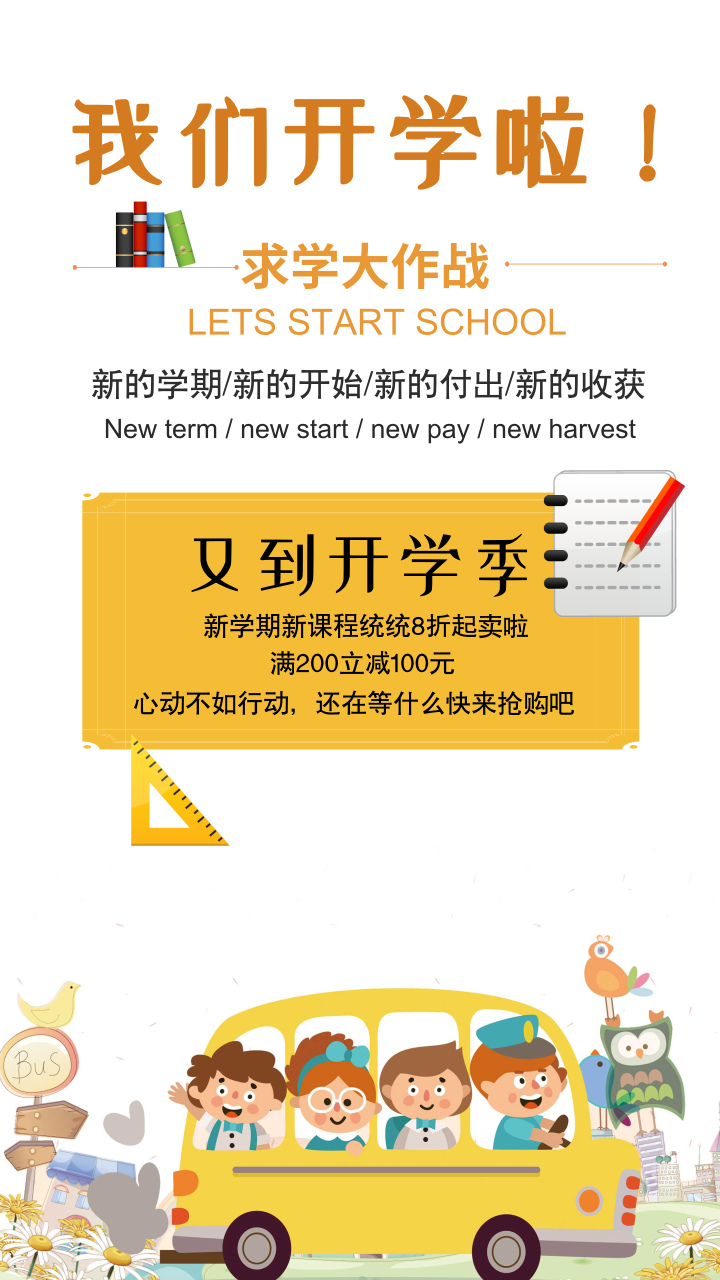 我们开学啦！
求学大作战
LETS START SCHOOL
新的学期/新的开始/新的付出/新的收获
New term / new start / new pay / new harvest
又到开学季
新学期新课程统统8折起卖啦
满200立减100元
心动不如行动，还在等什么快来抢购吧
BUS